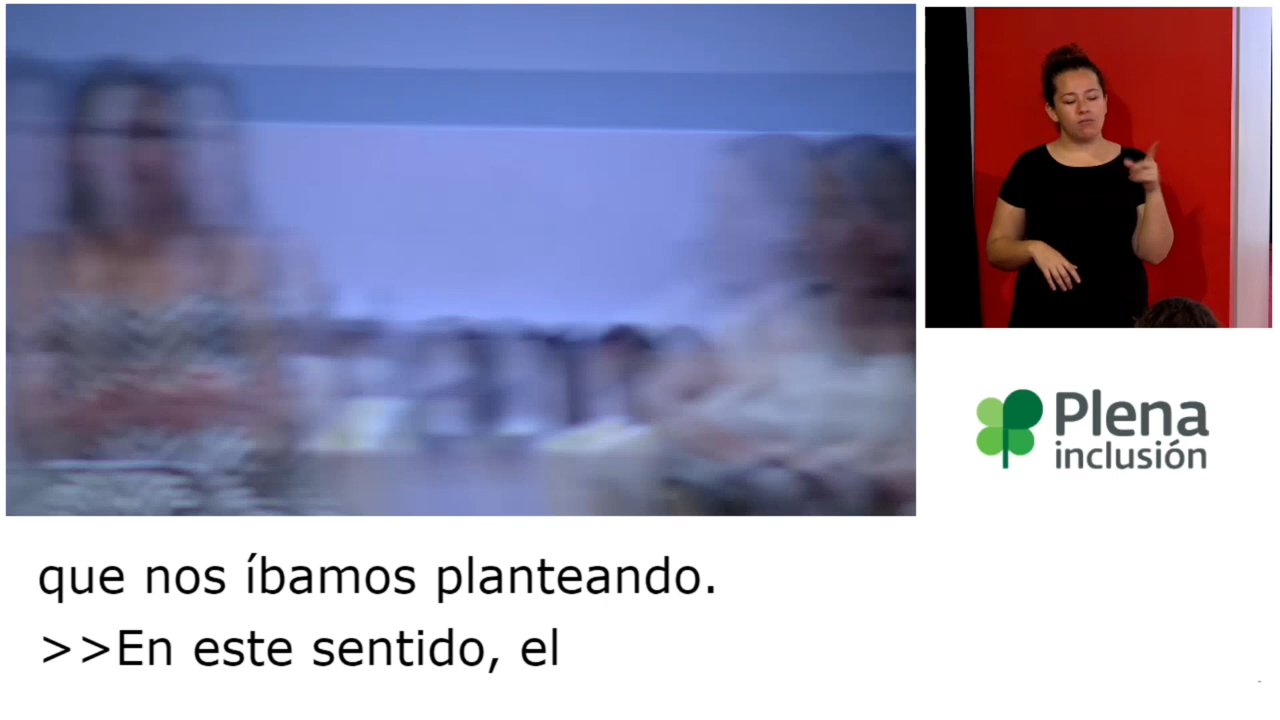 Plena
inclusión
que nos íbamos planteando.
>>En este sentido, el